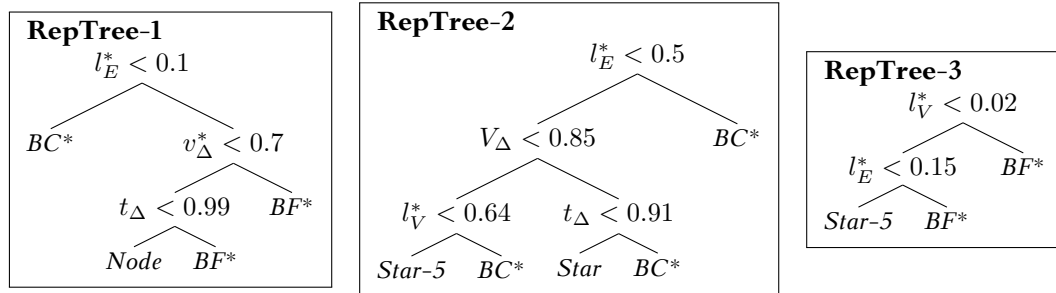 RepTree-1
l*_E < 0.1
BC*
v*_Δ < 0.7
t_Δ < 0.99
BF*
Node
BF*
RepTree-2
l*_E < 0.5
V_Δ < 0.85
BC*
l*_V < 0.64
t_Δ < 0.91
Star-5
BC*
Star
BC*
RepTree-3
l*_V < 0.02
l*_E < 0.15
BF*
Star-5
BF*